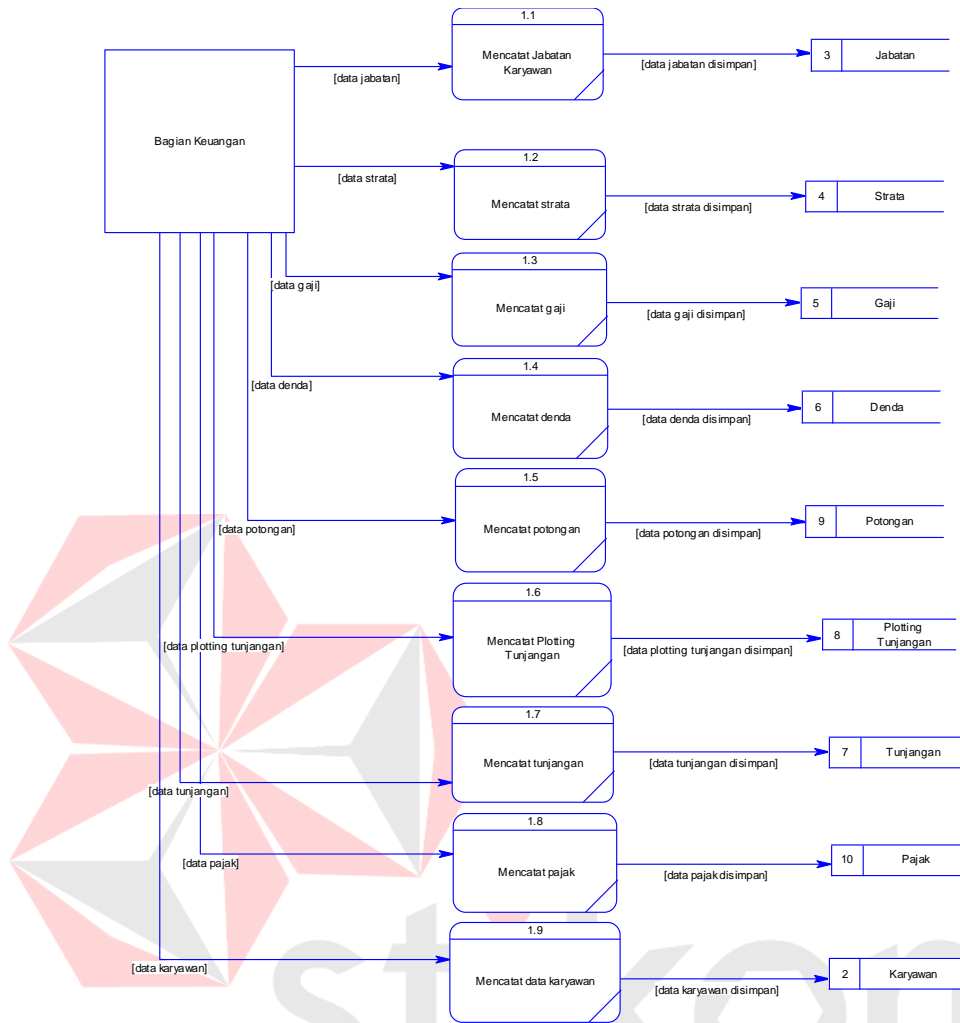 1.1
Mencatat Jabatan
Karyawan
[data jabatan]
[data jabatan disimpan]
3 Jabatan
Bagian Keuangan
1.2
Mencatat strata
[data strata]
[data strata disimpan]
4 Strata
1.3
Mencatat gaji
[data gaji]
[data gaji disimpan]
5 Gaji
1.4
Mencatat denda
[data denda]
[data denda disimpan]
6 Denda
1.5
Mencatat potongan
[data potongan]
[data potongan disimpan]
9 Potongan
1.6
Mencatat Plotting
Tunjangan
[data plotting tunjangan]
[data plotting tunjangan disimpan]
8 Plotting
Tunjangan
1.7
Mencatat tunjangan
[data tunjangan]
[data tunjangan disimpan]
7 Tunjangan
1.8
Mencatat pajak
[data pajak]
[data pajak disimpan]
10 Pajak
1.9
Mencatat data karyawan
[data karyawan]
[data karyawan disimpan]
2 Karyawan
stikom